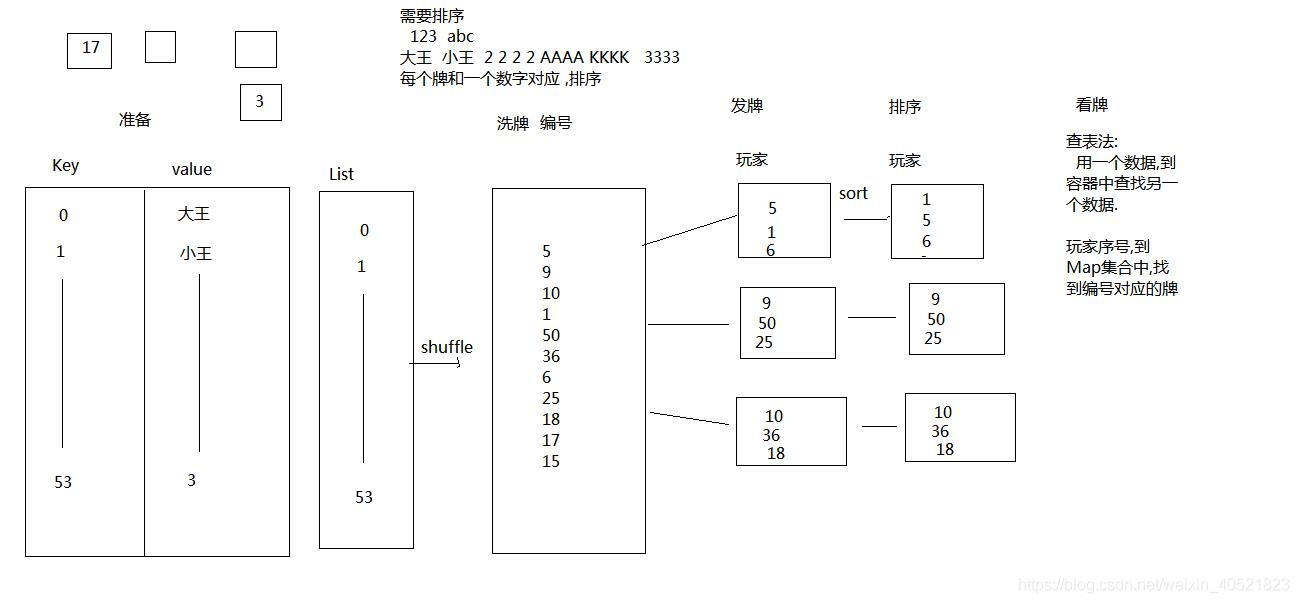 需要排序
123 abc
大王 小王 2 2 2 2 AAAA KKKK 3333
每个牌和一个数字对应 ,排序
17
3
准备
Key value
0 大王
1 小王
53 3
List
0
1
53
shuffle
洗牌 编号
5
9
10
1
50
36
6
25
18
17
15
发牌
玩家
5
1
6
9
50
25
10
36
18
sort
排序
玩家
1
5
6
9
50
25
10
36
18
看牌
查表法:
用一个数据,到
容器中查找另一
个数据.
玩家序号,到
Map集合中,找
到编号对应的牌
https://blog.csdn.net/weixin_40521823